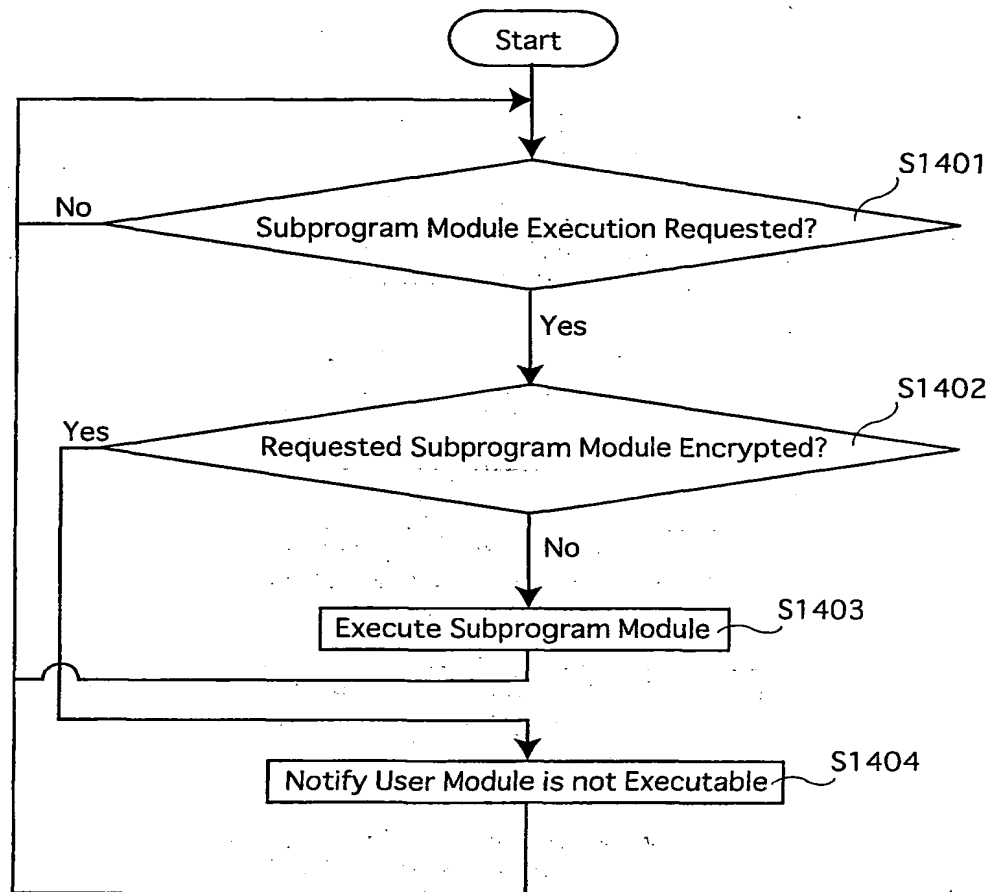 Start
S1401
No
Subprogram Module Execution Requested?
Yes
S1402
Yes
Requested Subprogram Module Encrypted?
No
S1403
Execute Subprogram Module
S1404
Notify User Module is not Executable